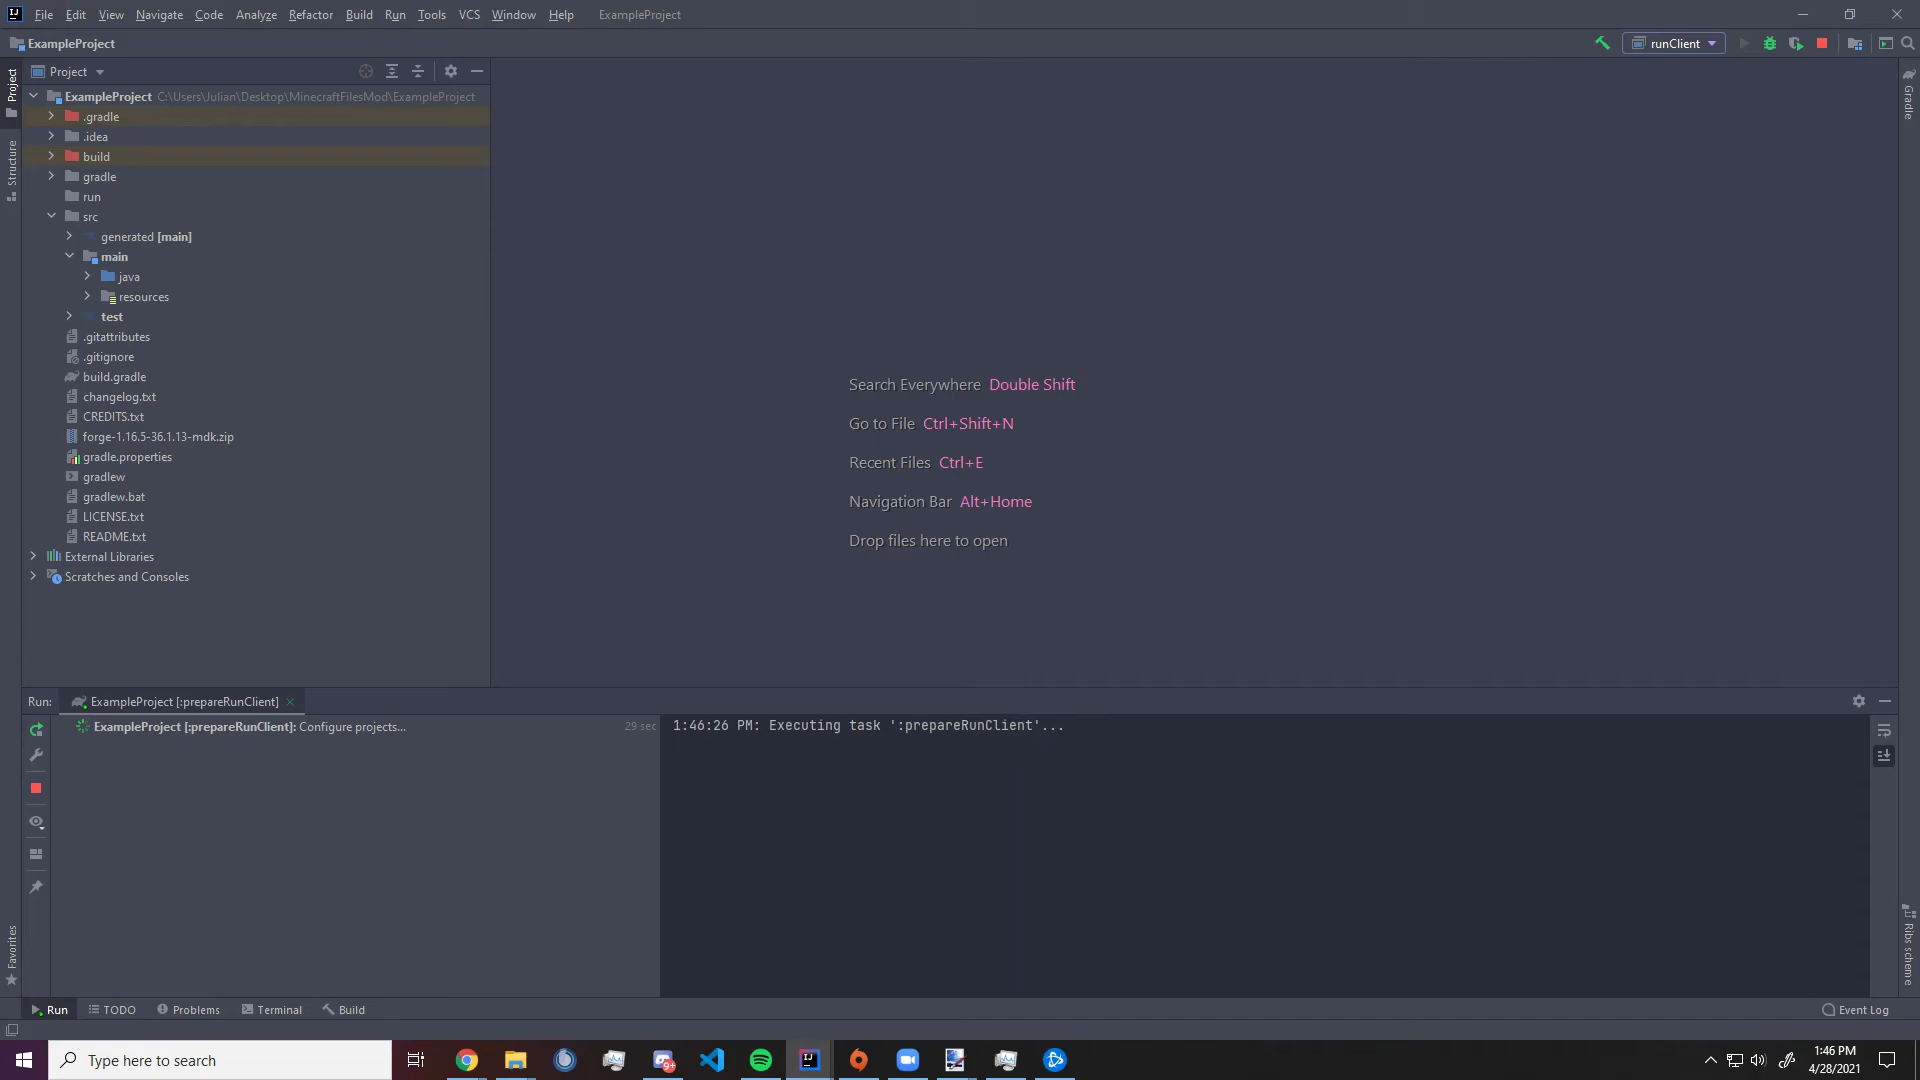 File Edit View Navigate Code Analyze Refactor Build Run Tools VCS Window Help ExampleProject
ExampleProject
runClient
Project
Project
Structure
Favorites
Gradle
Ribs scheme
ExampleProject C:\Users\Julian\Desktop\MinecraftFilesMod\ExampleProject
.gradle
.idea
build
gradle
run
src
generated [main]
main
java
resources
test
.gitattributes
.gitignore
build.gradle
changelog.txt
CREDITS.txt
forge-1.16.5-36.1.13-mdk.zip
gradle.properties
gradlew
gradlew.bat
LICENSE.txt
README.txt
External Libraries
Scratches and Consoles
Search Everywhere Double Shift
Go to File Ctrl+Shift+N
Recent Files Ctrl+E
Navigation Bar Alt+Home
Drop files here to open
Run: ExampleProject [:prepareRunClient]
ExampleProject [:prepareRunClient]: Configure projects... 29 sec
1:46:26 PM: Executing task ':prepareRunClient'...
Run TODO Problems Terminal Build Event Log
Type here to search
9+
1:46 PM
4/28/2021